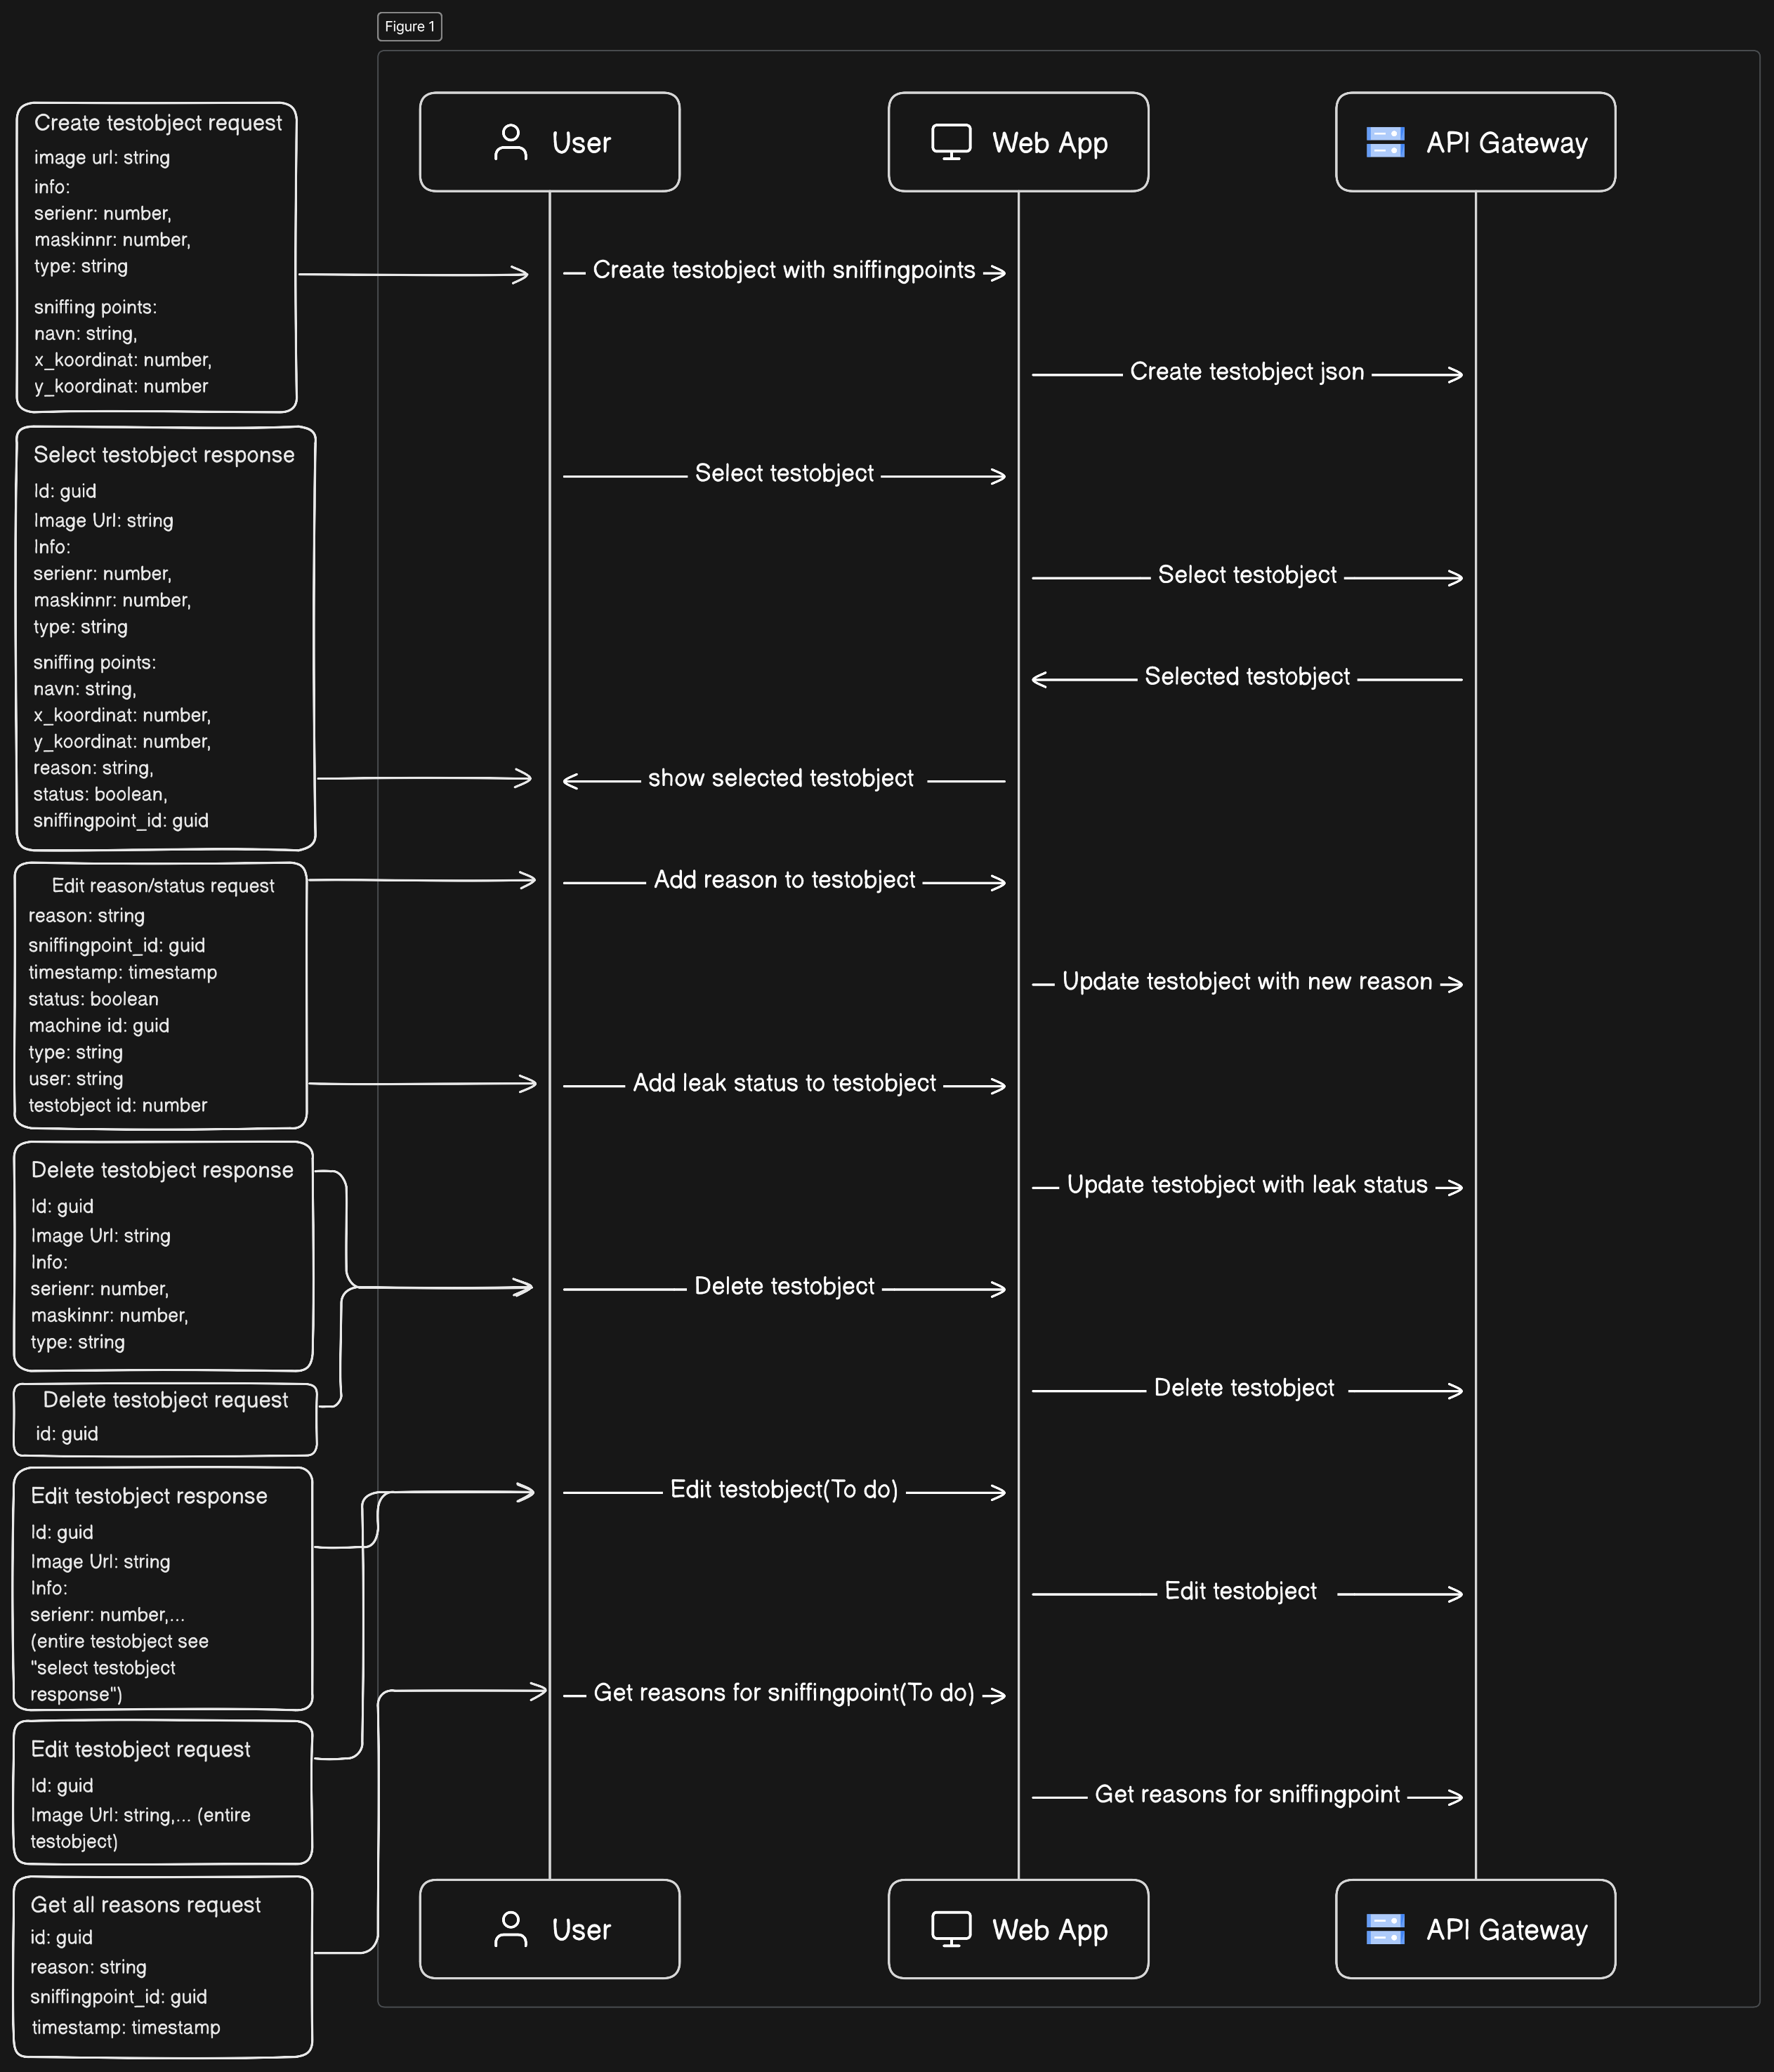 Figure 1
User
Web App
API Gateway
Create testobject request
image url: string
info:
serienr: number,
maskinnr: number,
type: string
sniffing points:
navn: string,
x_koordinat: number,
y_koordinat: number
Create testobject with sniffingpoints
Create testobject json
Select testobject response
Id: guid
Image Url: string
Info:
serienr: number,
maskinnr: number,
type: string
sniffing points:
navn: string,
x_koordinat: number,
y_koordinat: number,
reason: string,
status: boolean,
sniffingpoint_id: guid
Select testobject
Select testobject
Selected testobject
show selected testobject
Edit reason/status request
reason: string
sniffingpoint_id: guid
timestamp: timestamp
status: boolean
machine id: guid
type: string
user: string
testobject id: number
Add reason to testobject
Update testobject with new reason
Add leak status to testobject
Update testobject with leak status
Delete testobject response
Id: guid
Image Url: string
Info:
serienr: number,
maskinnr: number,
type: string
Delete testobject request
id: guid
Delete testobject
Delete testobject
Edit testobject response
Id: guid
Image Url: string
Info:
serienr: number,...
(entire testobject see
"select testobject
response")
Edit testobject(To do)
Edit testobject
Edit testobject request
Id: guid
Image Url: string,... (entire
testobject)
Get reasons for sniffingpoint(To do)
Get reasons for sniffingpoint
Get all reasons request
id: guid
reason: string
sniffingpoint_id: guid
timestamp: timestamp
User
Web App
API Gateway